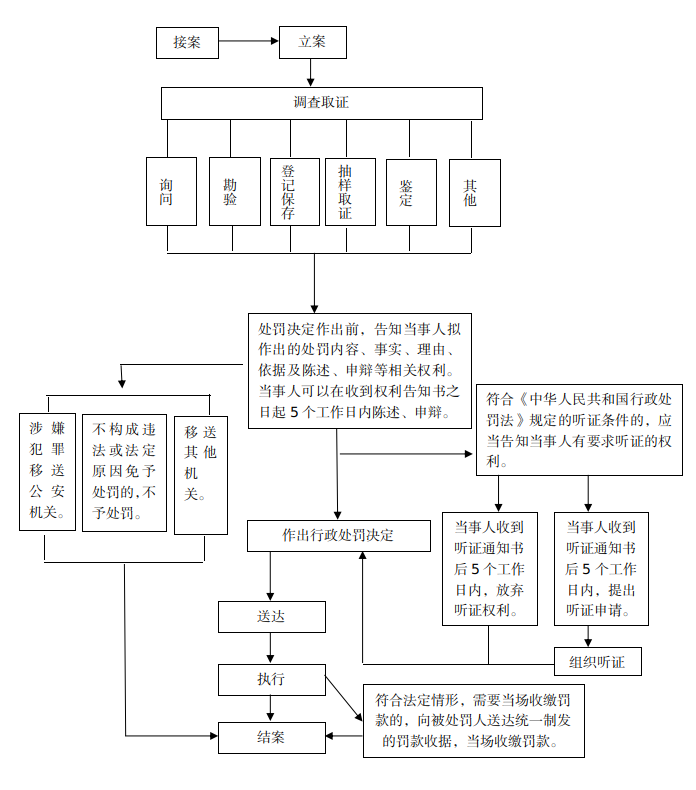 接案
立案
调查取证
询
问
勘
验
登
记
保
存
抽
样
取
证
鉴
定
其
他
处罚决定作出前，告知当事人拟
作出的处罚内容、事实、理由、
依据及陈述、申辩等相关权利。
当事人可以在收到权利告知书之
日起 5 个工作日内陈述、申辩。
符合《中华人民共和国行政处
罚法》规定的听证条件的，应
当告知当事人有要求听证的权
利。
涉 嫌
犯 罪
移 送
公 安
机关。
不构成违
法或法定
原因免予
处罚的，不
予处罚。
移 送
其 他
机
关。
作出行政处罚决定
当事人收到
听证通知书
后 5 个工作
日内，放弃
听证权利。
当事人收到
听证通知书
后 5 个工作
日内，提出
听证申请。
送达
组织听证
执行
符合法定情形，需要当场收缴罚
款的，向被处罚人送达统一制发
的罚款收据，当场收缴罚款。
结案